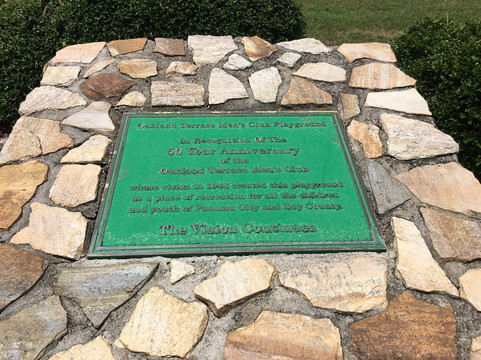 Oakland Terrace Men's Club Playground
In Recognition Of The
50 Year Anniversary
of the
Oakland Terrace Men's Club
whose vision in 1948 created this playground
as a place of recreation for all the children
and youth of Panama City and Bay County.
The Vision Continues